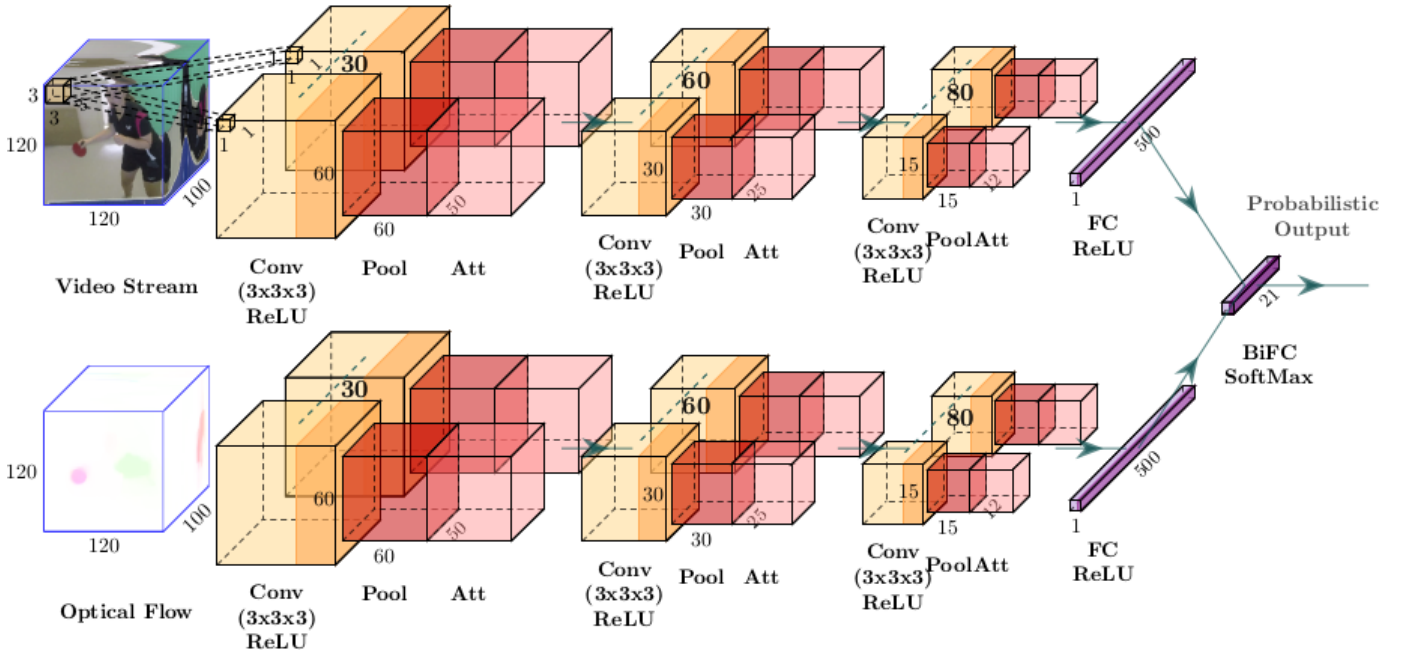 3
3
120
120
100
Video Stream
1
1
1
1
30
60
60
50
Conv
(3x3x3)
ReLU
Pool
Att
60
30
30
25
Conv
(3x3x3)
ReLU
Pool
Att
80
15
15
12
Conv
(3x3x3)
ReLU
Pool
Att
500
1
FC
ReLU
Probabilistic
Output
21
BiFC
SoftMax
120
120
100
Optical Flow
30
60
60
50
Conv
(3x3x3)
ReLU
Pool
Att
60
30
30
25
Conv
(3x3x3)
ReLU
Pool
Att
80
15
15
12
Conv
(3x3x3)
ReLU
Pool
Att
500
1
FC
ReLU